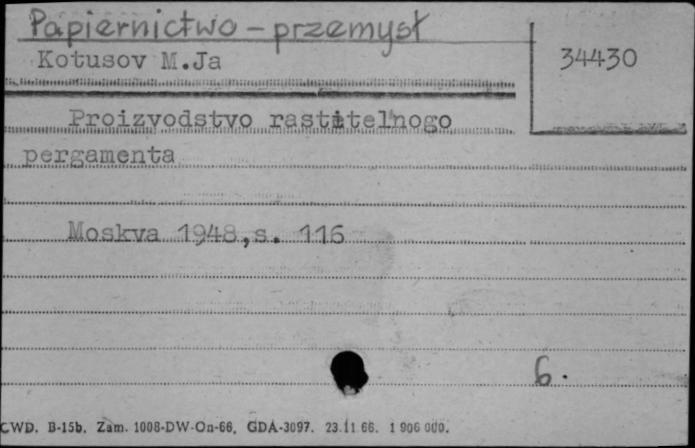 Papiernictwo - przemysł
Kotusov M.Ja
34430
Proizvodstvo rastitelnogo
pergamenta
Moskva 1948,s. 116
6.
CWD. B-15b. Zam. 1008-DW-On-66. GDA-3097. 23.11.66. 1 906 000.